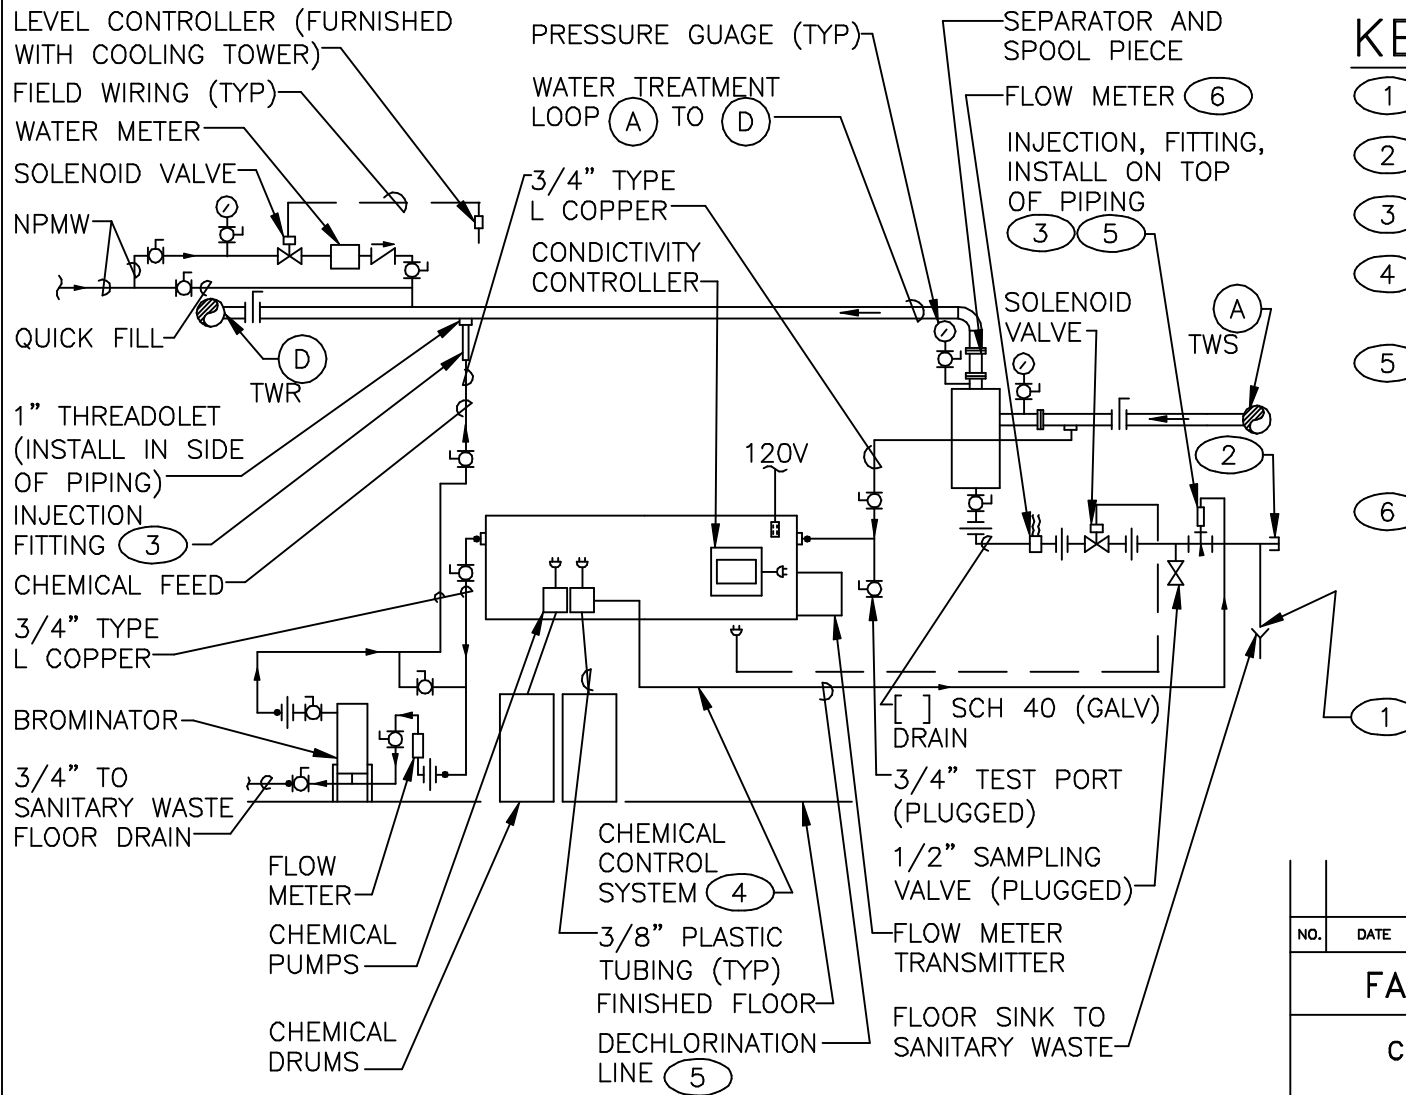 LEVEL CONTROLLER (FURNISHED
WITH COOLING TOWER)
FIELD WIRING (TYP)
WATER METER
SOLENOID VALVE
NPMW
QUICK FILL
D
TWR
1” THREADOLET
(INSTALL IN SIDE
OF PIPING)
INJECTION
FITTING 3
CHEMICAL FEED
3/4” TYPE
L COPPER
BROMINATOR
3/4” TO
SANITARY WASTE
FLOOR DRAIN
FLOW
METER
CHEMICAL
PUMPS
CHEMICAL
DRUMS
PRESSURE GUAGE (TYP)
WATER TREATMENT
LOOP A TO D
3/4” TYPE
L COPPER
CONDICTIVITY
CONTROLLER
120V
CHEMICAL
CONTROL
SYSTEM 4
3/8” PLASTIC
TUBING (TYP)
FINISHED FLOOR
DECHLORINATION
LINE 5
SEPARATOR AND
SPOOL PIECE
FLOW METER 6
INJECTION, FITTING,
INSTALL ON TOP
OF PIPING
3 5
SOLENOID
VALVE
A
TWS
2
1
[ ] SCH 40 (GALV)
DRAIN
3/4” TEST PORT
(PLUGGED)
1/2” SAMPLING
VALVE (PLUGGED)
FLOW METER
TRANSMITTER
FLOOR SINK TO
SANITARY WASTE
KE
1
2
3
4
5
6
NO. DATE
FA
C